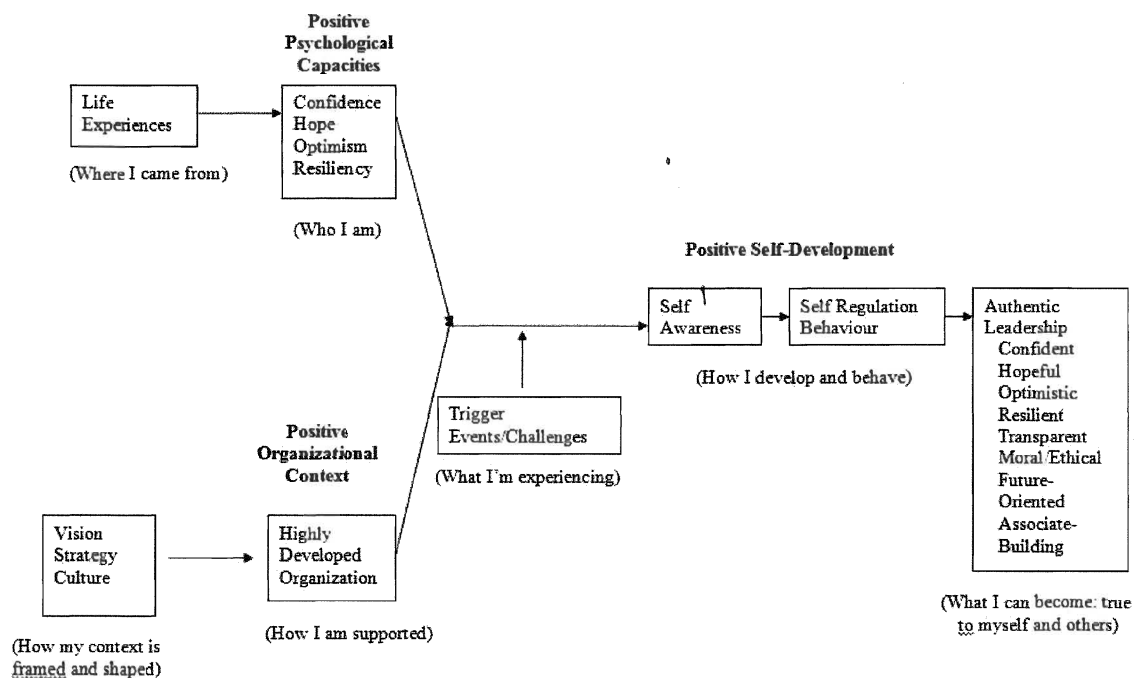 Positive
Psychological
Capacities
Life
Experiences
(Where I came from)
Confidence
Hope
Optimism
Resiliency
(Who I am)
Positive Self-Development
Self
Awareness
Self Regulation
Behaviour
(How I develop and behave)
Authentic
Leadership
Confident
Hopeful
Optimistic
Resilient
Transparent
Moral/Ethical
Future-
Oriented
Associate-
Building
(What I can become: true
to myself and others)
Trigger
Events/Challenges
(What I'm experiencing)
Positive
Organizational
Context
Vision
Strategy
Culture
(How my context is
framed and shaped)
Highly
Developed
Organization
(How I am supported)